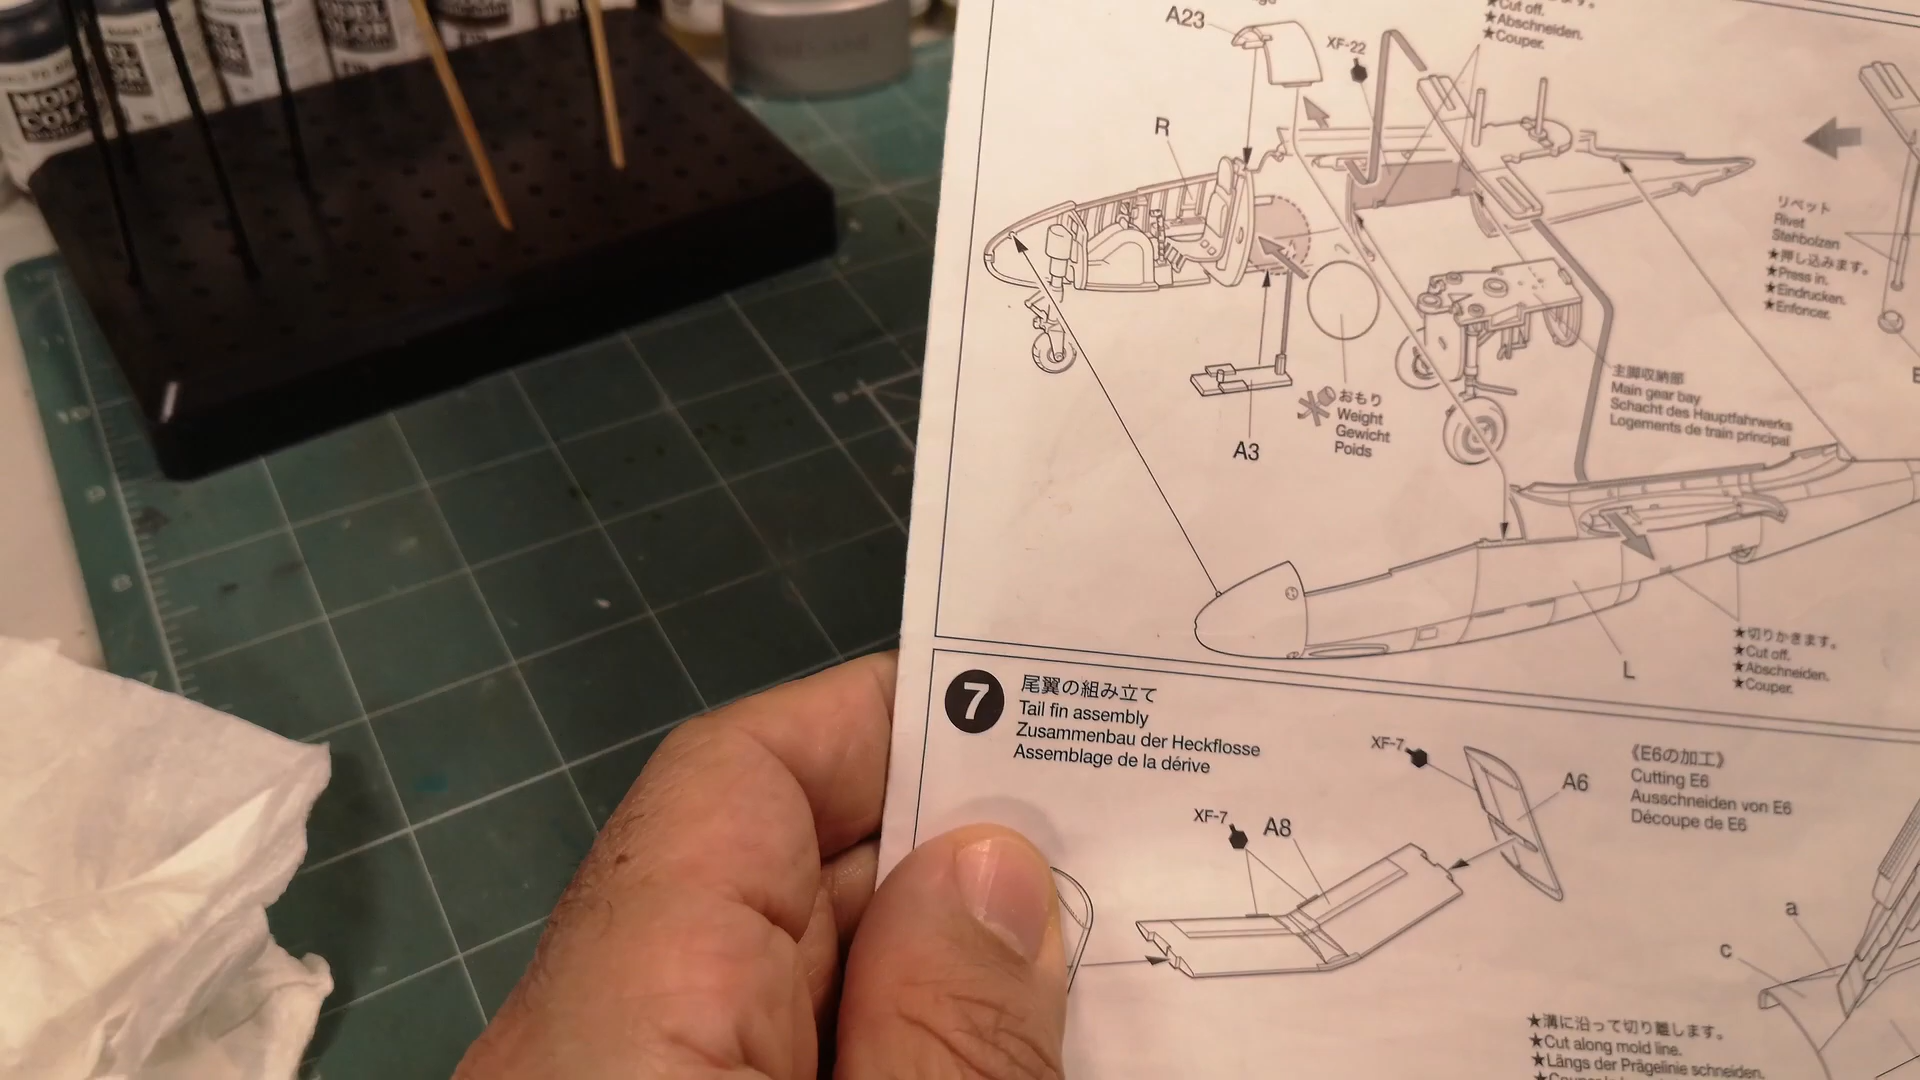 A23
XF-22
★Cut off.
★Abschneiden.
★Couper.
R
リベット
Rivet
Stehbolzen
★押し込みます。
★Press in.
★Eindrucken.
★Enfoncer.
主脚収納部
Main gear bay
Schacht des Hauptfahrwerks
Logements de train principal
おもり
Weight
Gewicht
Poids
A3
★切りかきます。
★Cut off.
★Abschneiden.
★Couper.
L
7
尾翼の組み立て
Tail fin assembly
Zusammenbau der Heckflosse
Assemblage de la dérive
XF-7
A6
XF-7
A8
《E6の加工》
Cutting E6
Ausschneiden von E6
Découpe de E6
a
c
★溝に沿って切り離します。
★Cut along mold line.
★Längs der Prägelinie schneiden.
MODEL
COLOR
10
9
8